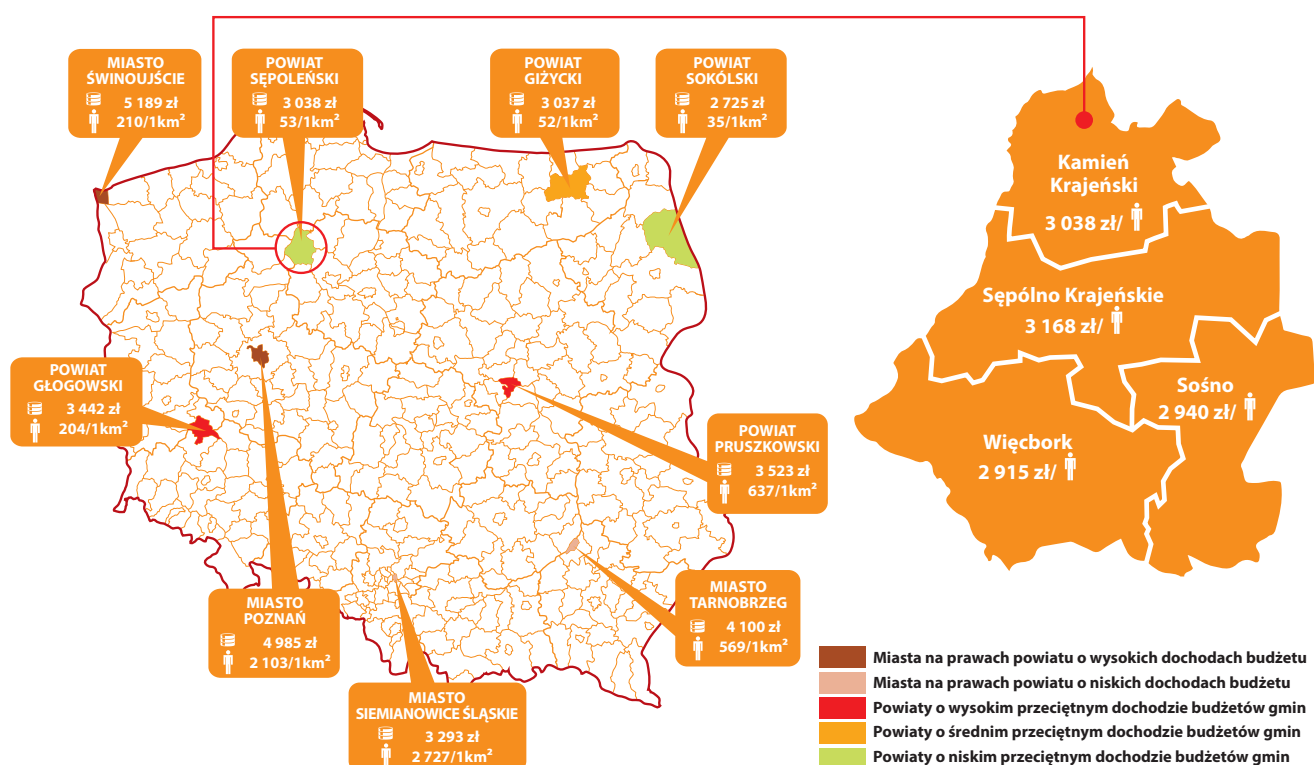 MIASTO
ŚWINOUJŚCIE
5 189 zł
210/1km²
POWIAT
SĘPOLEŃSKI
3 038 zł
53/1km²
POWIAT
GIŻYCKI
3 037 zł
52/1km²
POWIAT
SOKÓLSKI
2 725 zł
35/1km²
POWIAT
GŁOGOWSKI
3 442 zł
204/1km²
POWIAT
PRUSZKOWSKI
3 523 zł
637/1km²
MIASTO
POZNAŃ
4 985 zł
2 103/1km²
MIASTO
TARNOBRZEG
4 100 zł
569/1km²
MIASTO
SIEMIANOWICE ŚLĄSKIE
3 293 zł
2 727/1km²
Kamień
Krajeński
3 038 zł/
Sępólno Krajeńskie
3 168 zł/
Sośno
2 940 zł/
Więcbork
2 915 zł/
Miasta na prawach powiatu o wysokich dochodach budżetu
Miasta na prawach powiatu o niskich dochodach budżetu
Powiaty o wysokim przeciętnym dochodzie budżetów gmin
Powiaty o średnim przeciętnym dochodzie budżetów gmin
Powiaty o niskim przeciętnym dochodzie budżetów gmin